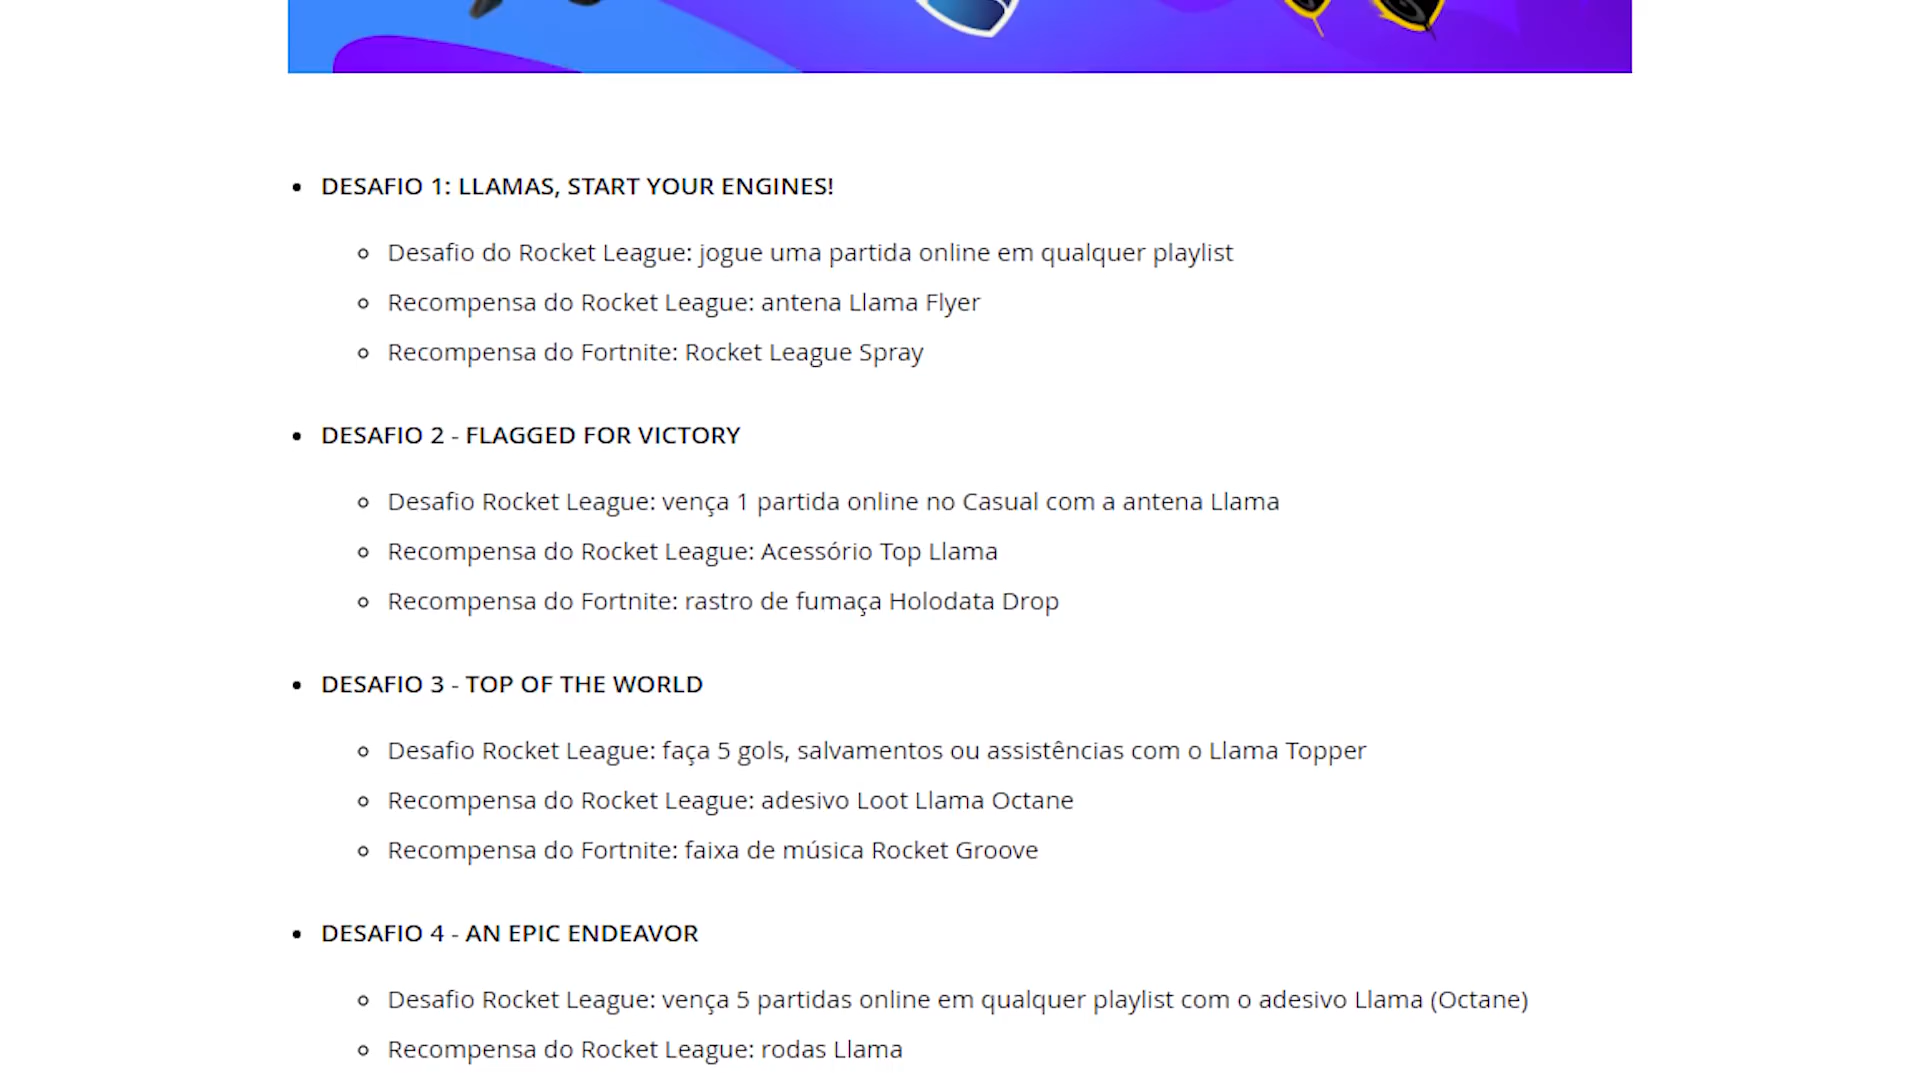 DESAFIO 1: LLAMAS, START YOUR ENGINES!
Desafio do Rocket League: jogue uma partida online em qualquer playlist
Recompensa do Rocket League: antena Llama Flyer
Recompensa do Fortnite: Rocket League Spray
DESAFIO 2 - FLAGGED FOR VICTORY
Desafio Rocket League: vença 1 partida online no Casual com a antena Llama
Recompensa do Rocket League: Acessório Top Llama
Recompensa do Fortnite: rastro de fumaça Holodata Drop
DESAFIO 3 - TOP OF THE WORLD
Desafio Rocket League: faça 5 gols, salvamentos ou assistências com o Llama Topper
Recompensa do Rocket League: adesivo Loot Llama Octane
Recompensa do Fortnite: faixa de música Rocket Groove
DESAFIO 4 - AN EPIC ENDEAVOR
Desafio Rocket League: vença 5 partidas online em qualquer playlist com o adesivo Llama (Octane)
Recompensa do Rocket League: rodas Llama